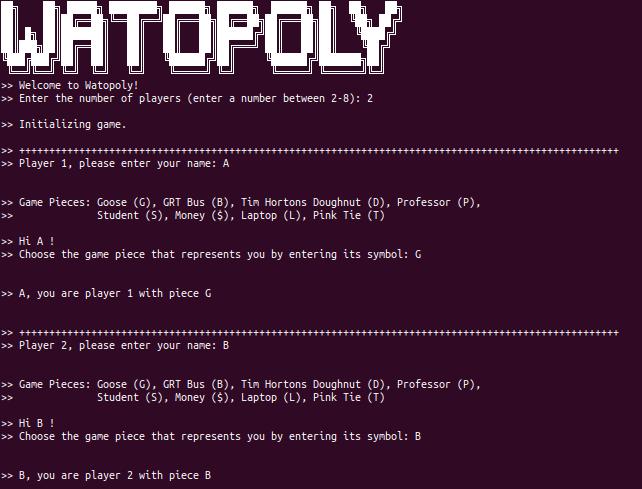 WATOPOLY
>> Welcome to Watopoly!
>> Enter the number of players (enter a number between 2-8): 2
>> Initializing game.
>> ++++++++++++++++++++++++++++++++++++++++++++++++++++++++++++++++++++++++++++++++++++++++++++++++++++
>> Player 1, please enter your name: A
>> Game Pieces: Goose (G), GRT Bus (B), Tim Hortons Doughnut (D), Professor (P),
>>              Student (S), Money ($), Laptop (L), Pink Tie (T)
>> Hi A !
>> Choose the game piece that represents you by entering its symbol: G
>> A, you are player 1 with piece G
>> ++++++++++++++++++++++++++++++++++++++++++++++++++++++++++++++++++++++++++++++++++++++++++++++++++++
>> Player 2, please enter your name: B
>> Game Pieces: Goose (G), GRT Bus (B), Tim Hortons Doughnut (D), Professor (P),
>>              Student (S), Money ($), Laptop (L), Pink Tie (T)
>> Hi B !
>> Choose the game piece that represents you by entering its symbol: B
>> B, you are player 2 with piece B